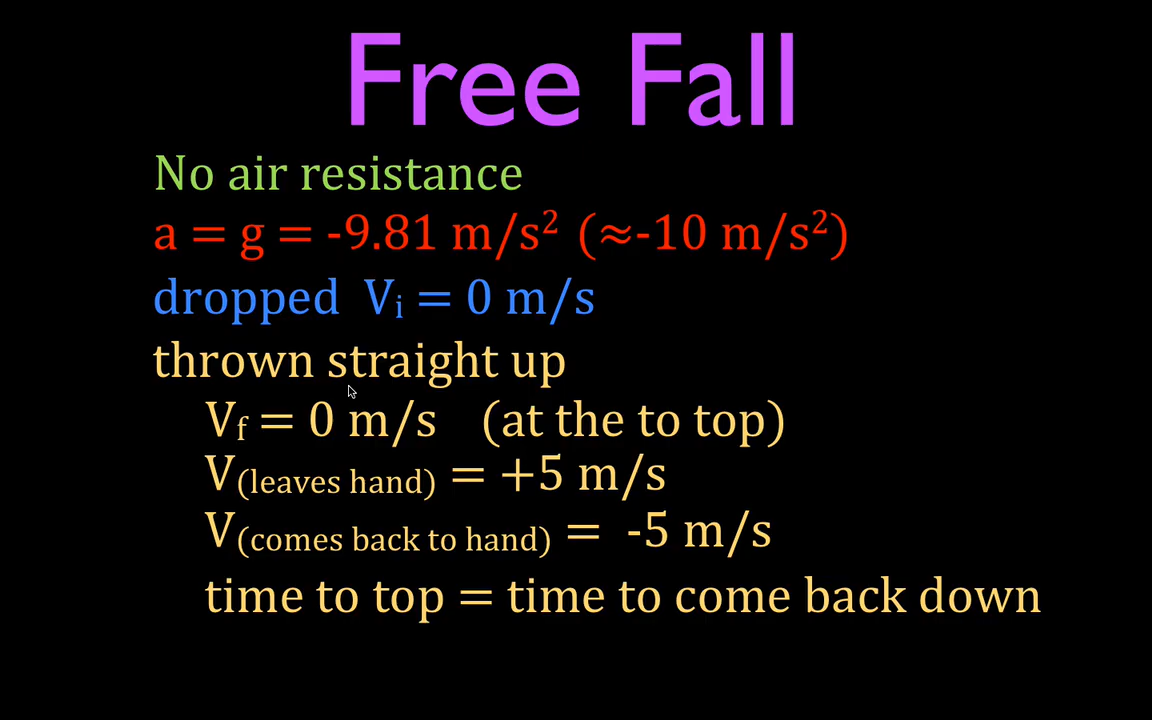 Free Fall
No air resistance
a = g = -9.81 m/s² (≈-10 m/s²)
dropped Vi = 0 m/s
thrown straight up
Vf = 0 m/s (at the to top)
V(leaves hand) = +5 m/s
V(comes back to hand) = -5 m/s
time to top = time to come back down